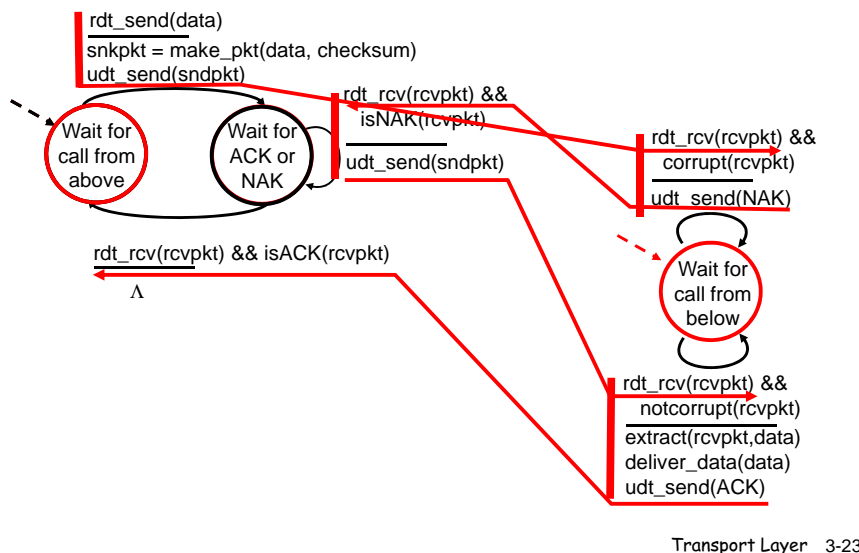 rdt_send(data)
snkpkt = make_pkt(data, checksum)
udt_send(sndpkt)
Wait for
call from
above
Wait for
ACK or
NAK
rdt_rcv(rcvpkt) &&
isNAK(rcvpkt)
udt_send(sndpkt)
rdt_rcv(rcvpkt) && isACK(rcvpkt)
Λ
rdt_rcv(rcvpkt) &&
corrupt(rcvpkt)
udt_send(NAK)
Wait for
call from
below
rdt_rcv(rcvpkt) &&
notcorrupt(rcvpkt)
extract(rcvpkt,data)
deliver_data(data)
udt_send(ACK)
Transport Layer 3-23